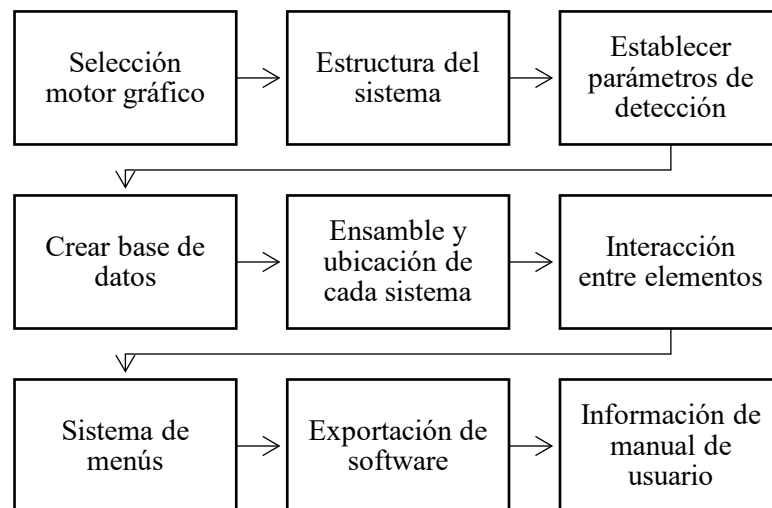 Selección
motor gráfico
Estructura del
sistema
Establecer
parámetros de
detección
Crear base de
datos
Ensamble y
ubicación de
cada sistema
Interacción
entre elementos
Sistema de
menús
Exportación de
software
Información de
manual de
usuario